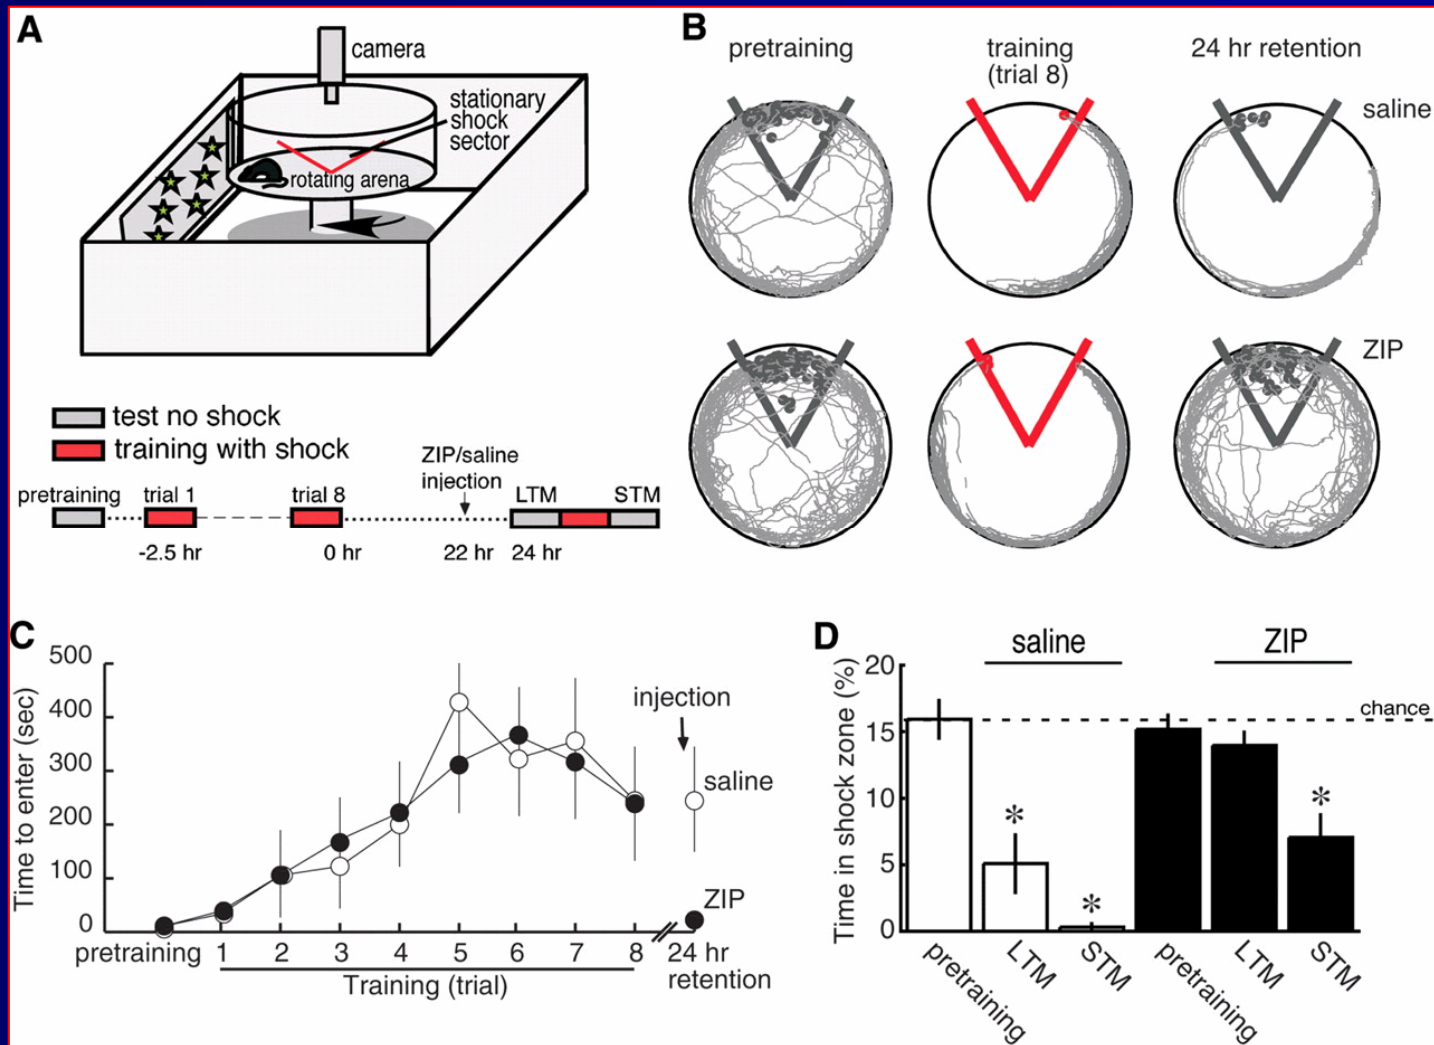 A
camera
stationary
shock
sector
rotating arena
test no shock
training with shock
ZIP/saline
injection
pretraining
trial 1
trial 8
LTM
STM
-2.5 hr
0 hr
22 hr
24 hr
B
pretraining
training
(trial 8)
24 hr retention
saline
ZIP
C
Time to enter (sec)
500
400
300
200
100
0
injection
saline
ZIP
pretraining
1
2
3
4
5
6
7
8
24 hr
retention
Training (trial)
D
saline
ZIP
Time in shock zone (%)
20
15
10
5
0
chance
*
*
*
pretraining
LTM
STM
pretraining
LTM
STM